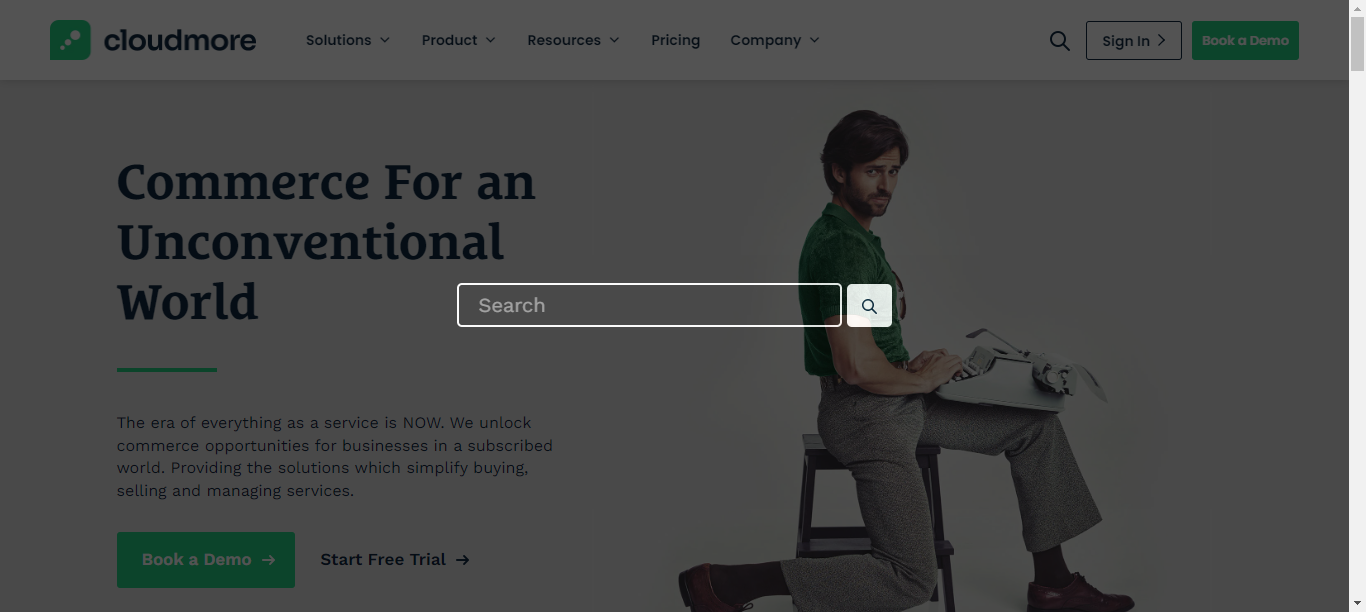 cloudmore
Solutions
Product
Resources
Pricing
Company
Sign In
Book a Demo
Commerce For an
Unconventional
World
Search
The era of everything as a service is NOW. We unlock
commerce opportunities for businesses in a subscribed
world. Providing the solutions which simplify buying,
selling and managing services.
Book a Demo →
Start Free Trial →